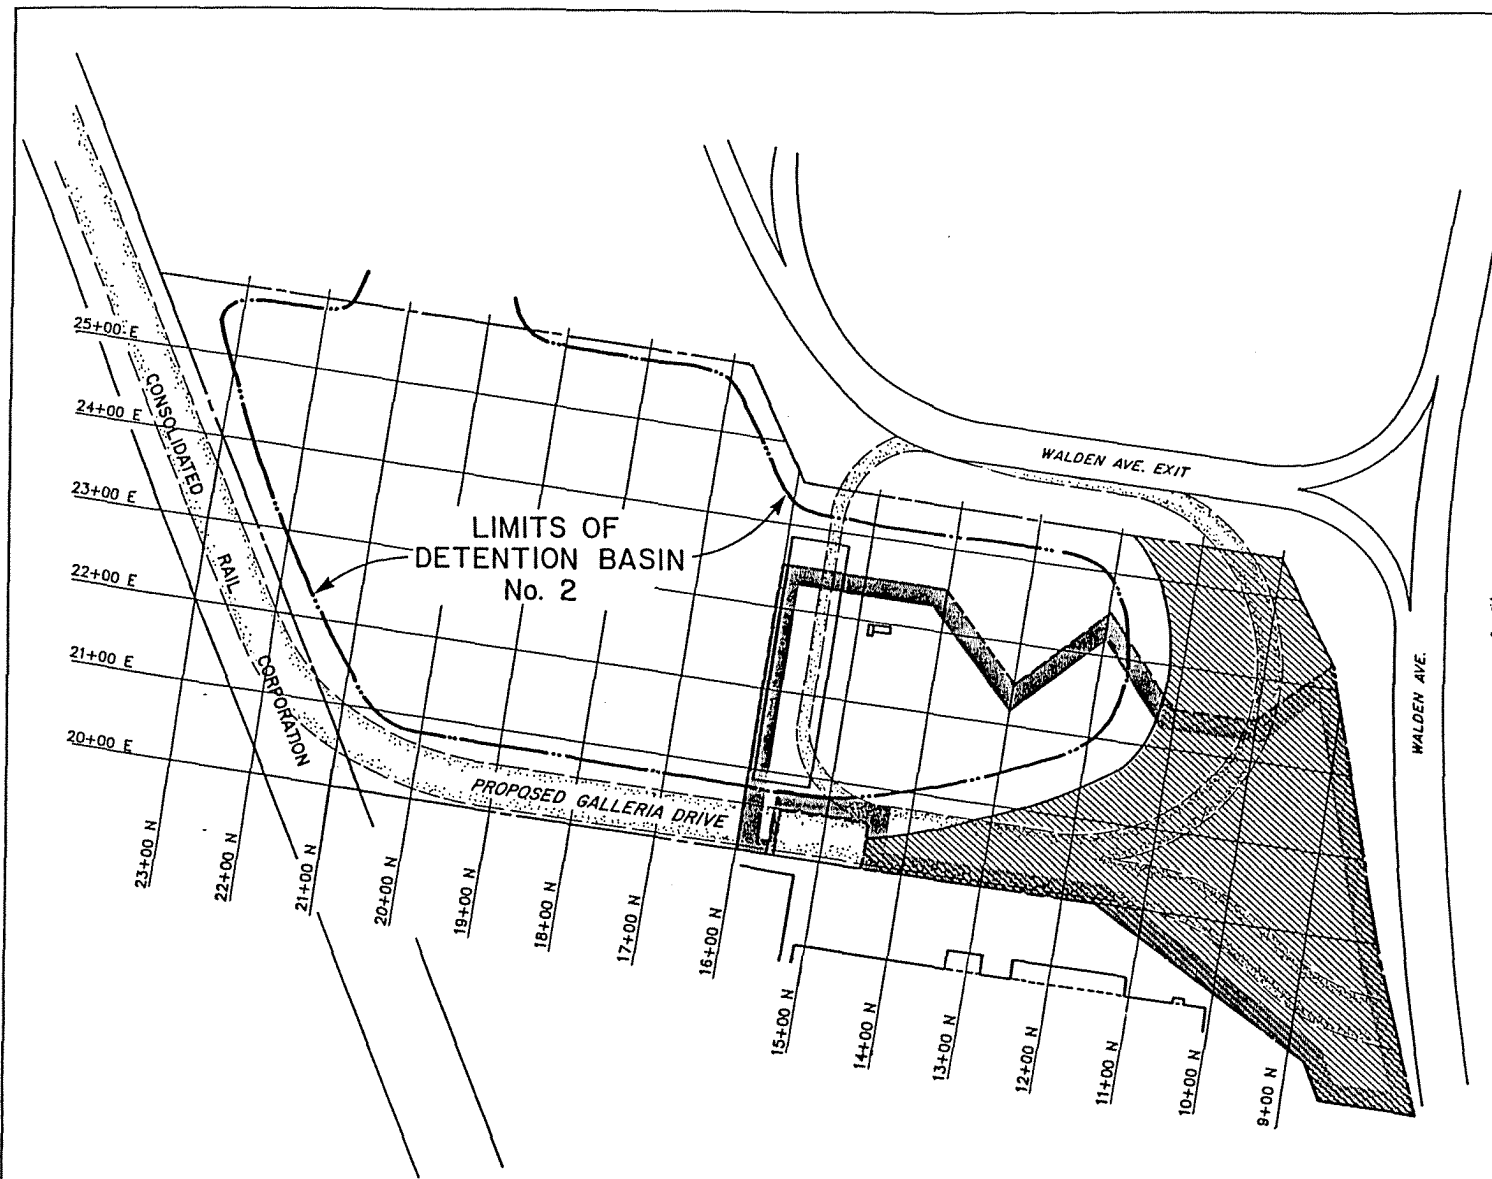 25+00 E
24+00 E
23+00 E
22+00 E
21+00 E
20+00 E
CONSOLIDATED
RAIL
CORPORATION
LIMITS OF
DETENTION BASIN
No. 2
WALDEN AVE. EXIT
WALDEN AVE.
PROPOSED GALLERIA DRIVE
23+00 N
22+00 N
21+00 N
20+00 N
19+00 N
18+00 N
17+00 N
16+00 N
15+00 N
14+00 N
13+00 N
12+00 N
11+00 N
10+00 N
9+00 N